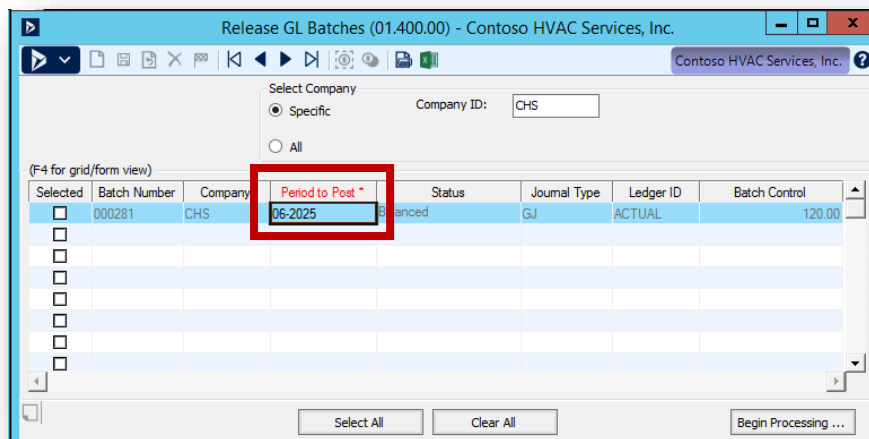 Release GL Batches (01.400.00) - Contoso HVAC Services, Inc.
Contoso HVAC Services, Inc.
Select Company
Specific Company ID: CHS
All
(F4 for grid/form view)
Selected Batch Number Company Period to Post * Status Journal Type Ledger ID Batch Control
000281 CHS 06-2025 Balanced GJ ACTUAL 120.00
Select All Clear All Begin Processing ...